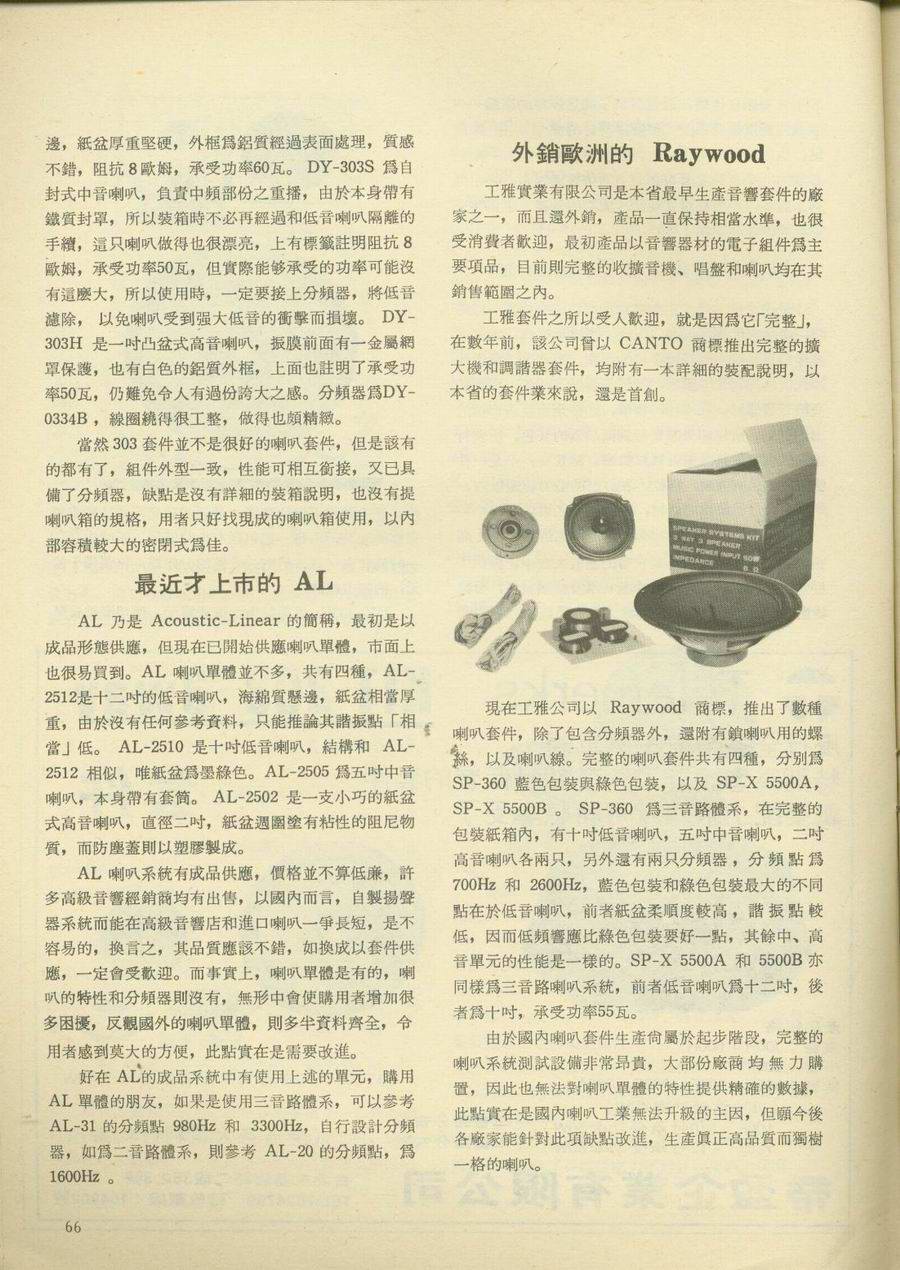 邊，紙盆厚重堅硬，外框爲鋁質經過表面處理，質感
不錯，阻抗8歐姆，承受功率60瓦。 DY-303S 爲自
封式中音喇叭，負責中頻部份之重播，由於本身帶有
鐵質封罩，所以裝箱時不必再經過和低音喇叭隔離的
手續，這只喇叭做得也很漂亮，上有標籤註明阻抗8
歐姆，承受功率50瓦，但實際能够承受的功率可能沒
有這麼大，所以使用時，一定要接上分頻器，將低音
濾除， 以免喇叭受到强大低音的衝擊而損壞。 DY-
303H 是一吋凸盆式高音喇叭，振膜前面有一金屬網
罩保護，也有白色的鋁質外框，上面也註明了承受功
率50瓦，仍難免令人有過份誇大之感。分頻器爲DY-
0334B ，線圈繞得很工整，做得也頗精緻。
當然303 套件並不是很好的喇叭套件，但是該有
的都有了，組件外型一致，性能可相互銜接，又已具
備了分頻器，缺點是沒有詳細的裝箱說明，也沒有提
喇叭箱的規格，用者只好找現成的喇叭箱使用，以內
部容積較大的密閉式爲佳。
最近才上市的 AL
AL 乃是 Acoustic-Linear 的簡稱，最初是以
成品形態供應，但現在已開始供應喇叭單體，市面上
也很易買到。AL 喇叭單體並不多，共有四種，AL-
2512是十二吋的低音喇叭，海綿質懸邊，紙盆相當厚
重，由於沒有任何參考資料，只能推論其諧振點「相
當」低。 AL-2510 是十吋低音喇叭，結構和 AL-
2512 相似，唯紙盆爲墨綠色。AL-2505 爲五吋中音
喇叭，本身帶有套筒。 AL-2502 是一支小巧的紙盆
式高音喇叭，直徑二吋，紙盆週圍塗有粘性的阻尼物
質，而防塵蓋則以塑膠製成。
AL 喇叭系統有成品供應，價格並不算低廉，許
多高級音響經銷商均有出售，以國內而言，自製揚聲
器系統而能在高級音響店和進口喇叭一爭長短，是不
容易的，換言之，其品質應該不錯，如換成以套件供
應，一定會受歡迎。而事實上，喇叭單體是有的，喇
叭的特性和分頻器則沒有，無形中會使購用者增加很
多困擾，反觀國外的喇叭單體，則多半資料齊全，令
用者感到莫大的方便，此點實在是需要改進。
好在 AL的成品系統中有使用上述的單元，購用
AL 單體的朋友，如果是使用三音路體系，可以參考
AL-31 的分頻點 980Hz 和 3300Hz，自行設計分頻
器，如爲二音路體系，則參考 AL-20 的分頻點，爲
1600Hz 。
66
外銷歐洲的 Raywood
工雅實業有限公司是本省最早生產音響套件的廠
家之一，而且還外銷，產品一直保持相當水準，也很
受消費者歡迎，最初產品以音響器材的電子組件爲主
要項品，目前則完整的收擴音機、唱盤和喇叭均在其
銷售範圍之內。
工雅套件之所以受人歡迎，就是因爲它「完整」，
在數年前，該公司曾以 CANTO 商標推出完整的擴
大機和調諧器套件，均附有一本詳細的裝配說明，以
本省的套件業來說，還是首創。
SPEAKER SYSTEMS KIT
3 WAY 3 SPEAKER
MUSIC POWER INPUT 50W
IMPEDANCE 8 Ω
現在工雅公司以 Raywood 商標，推出了數種
喇叭套件，除了包含分頻器外，還附有鎖喇叭用的螺
絲，以及喇叭線。完整的喇叭套件共有四種，分別爲
SP-360 藍色包裝與綠色包裝，以及 SP-X 5500A，
SP-X 5500B 。 SP-360 爲三音路體系，在完整的
包裝紙箱內，有十吋低音喇叭，五吋中音喇叭，二吋
高音喇叭各兩只，另外還有兩只分頻器，分頻點爲
700Hz 和 2600Hz，藍色包裝和綠色包裝最大的不同
點在於低音喇叭，前者紙盆柔順度較高，諧振點較
低，因而低頻響應比綠色包裝要好一點，其餘中、高
音單元的性能是一樣的。SP-X 5500A 和 5500B 亦
同樣爲三音路喇叭系統，前者低音喇叭爲十二吋，後
者爲十吋，承受功率55瓦。
由於國內喇叭套件生產尙屬於起步階段，完整的
喇叭系統測試設備非常昂貴，大部份廠商均無力購
置，因此也無法對喇叭單體的特性提供精確的數據，
此點實在是國內喇叭工業無法升級的主因，但願今後
各廠家能針對此項缺點改進，生產眞正高品質而獨樹
一格的喇叭。